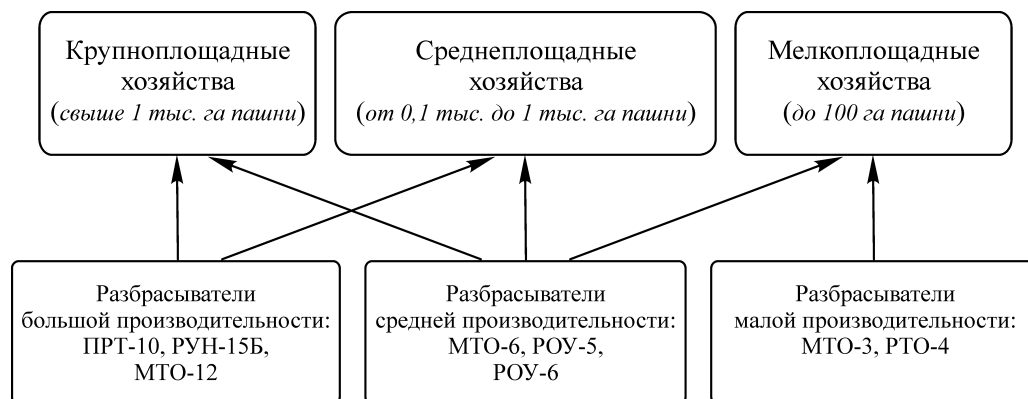 Крупноплощадные
хозяйства
(свыше 1 тыс. га пашни)
Среднеплощадные
хозяйства
(от 0,1 тыс. до 1 тыс. га пашни)
Мелкоплощадные
хозяйства
(до 100 га пашни)
Разбрасыватели
большой производительности:
ПРТ-10, РУН-15Б,
МТО-12
Разбрасыватели
средней производительности:
МТО-6, РОУ-5,
РОУ-6
Разбрасыватели
малой производительности:
МТО-3, РТО-4